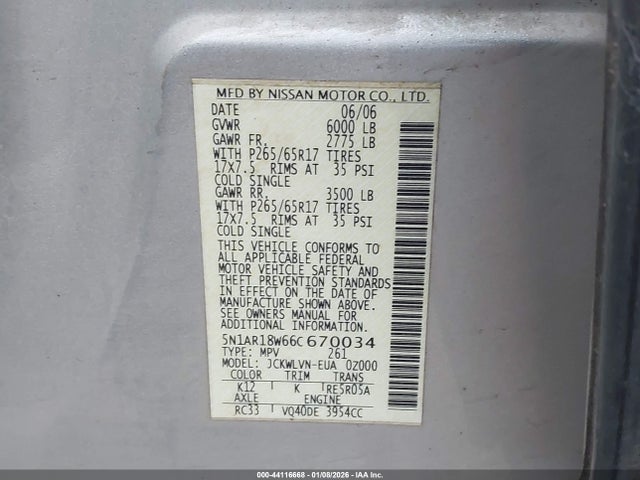 MFD BY NISSAN MOTOR CO., LTD.
DATE 06/06
GVWR 6000 LB
GAWR FR. 2775 LB
WITH P265/65R17 TIRES
17X7.5 RIMS AT 35 PSI
COLD SINGLE
GAWR RR. 3500 LB
WITH P265/65R17 TIRES
17X7.5 RIMS AT 35 PSI
COLD SINGLE
THIS VEHICLE CONFORMS TO
ALL APPLICABLE FEDERAL
MOTOR VEHICLE SAFETY AND
THEFT PREVENTION STANDARDS
IN EFFECT ON THE DATE OF
MANUFACTURE SHOWN ABOVE.
SEE OWNERS MANUAL FOR
ADDITIONAL INFORMATION.
5N1AR18W66C670034
TYPE: MPV 261
MODEL: JCKWLVN-EUA 0Z000
COLOR TRIM TRANS
K12 K RE5R05A
AXLE ENGINE
RC33 VQ40DE 3954CC
000-44116668 - 01/08/2026 - IAA Inc.